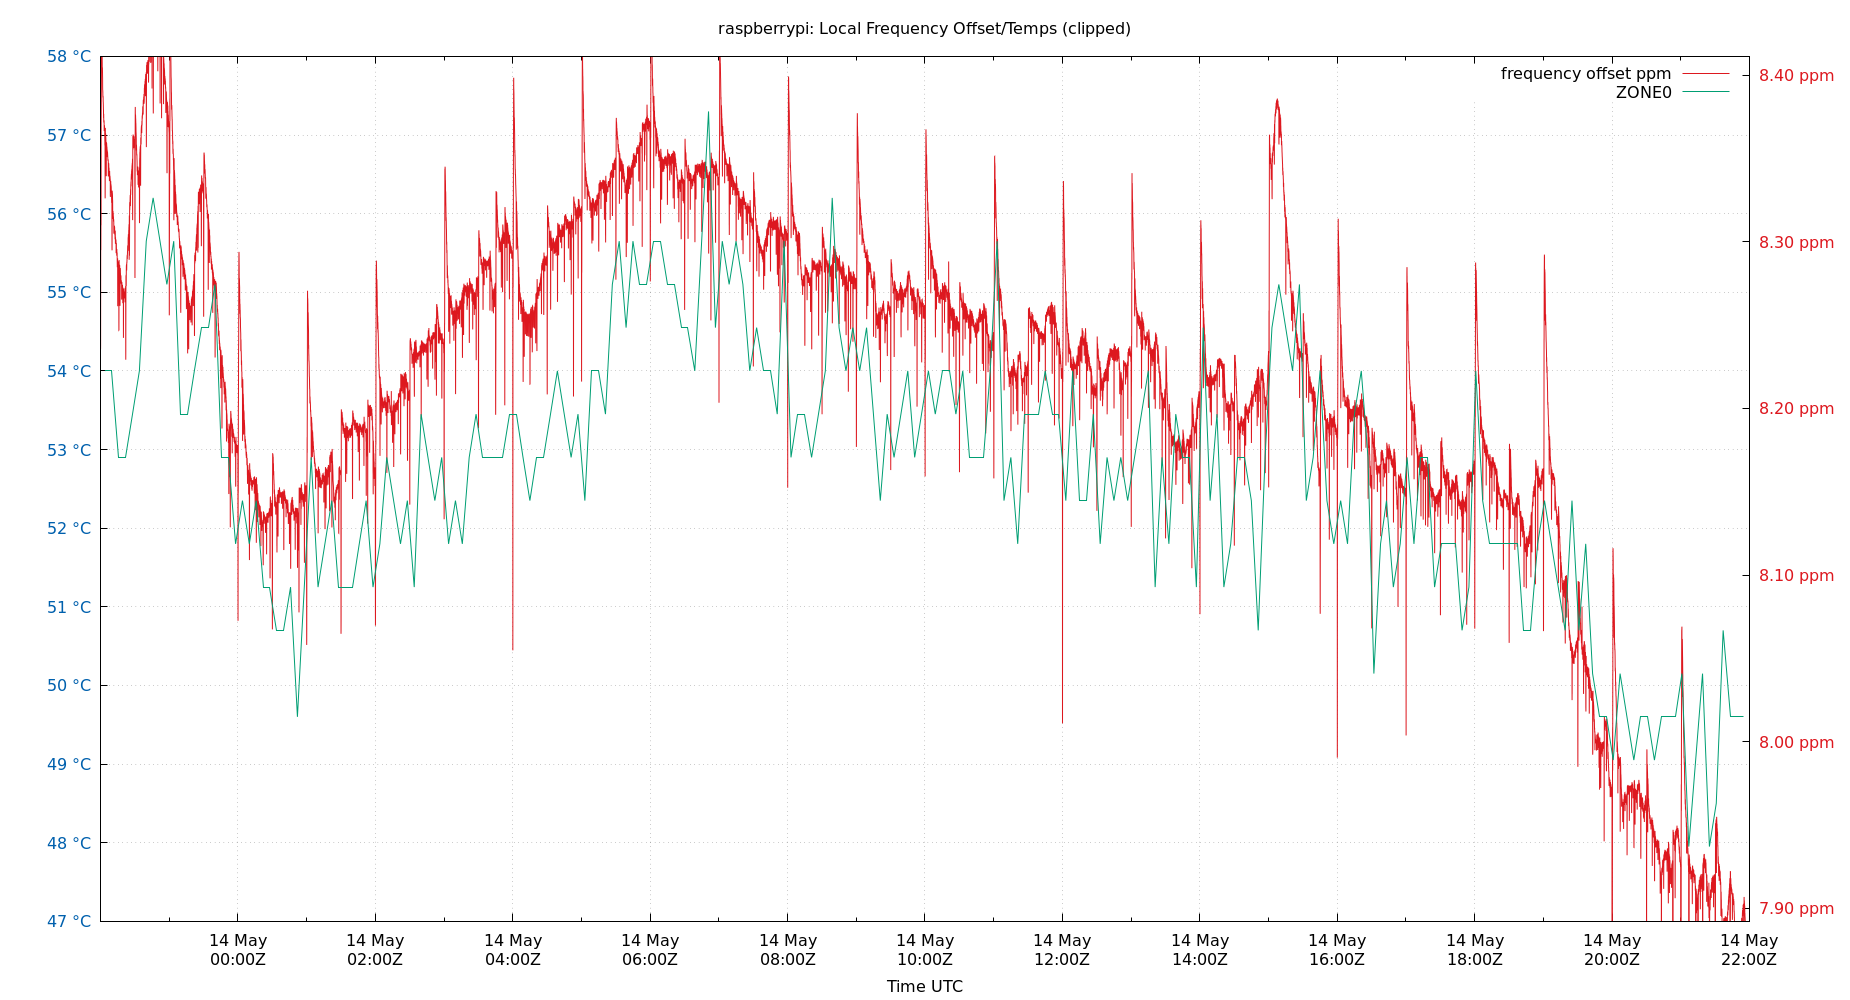 raspberrypi: Local Frequency Offset/Temps (clipped)
58 °C
57 °C
56 °C
55 °C
54 °C
53 °C
52 °C
51 °C
50 °C
49 °C
48 °C
47 °C
frequency offset ppm
ZONE0
8.40 ppm
8.30 ppm
8.20 ppm
8.10 ppm
8.00 ppm
7.90 ppm
14 May
00:00Z
14 May
02:00Z
14 May
04:00Z
14 May
06:00Z
14 May
08:00Z
14 May
10:00Z
14 May
12:00Z
14 May
14:00Z
14 May
16:00Z
14 May
18:00Z
14 May
20:00Z
14 May
22:00Z
Time UTC